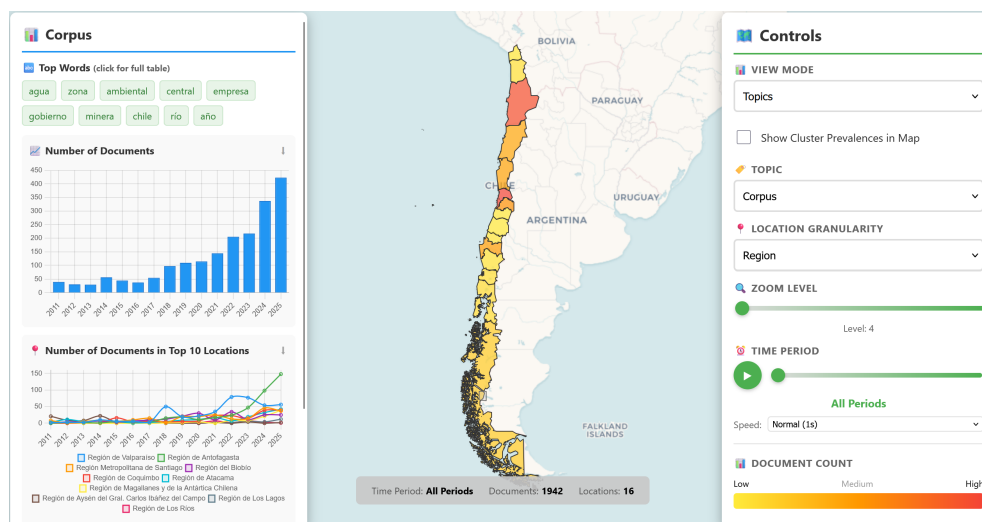 Corpus
Top Words (click for full table)
agua zona ambiental central empresa
gobierno minera chile río año
Number of Documents
450
400
350
300
250
200
150
100
50
0
2011 2012 2013 2014 2015 2016 2017 2018 2019 2020 2021 2022 2023 2024 2025
Number of Documents in Top 10 Locations
150
100
50
0
2011 2012 2013 2014 2015 2016 2017 2018 2019 2020 2021 2022 2023 2024 2025
Región de Valparaíso Región de Antofagasta
Región Metropolitana de Santiago Región del Biobío
Región de Coquimbo Región de Atacama
Región de Magallanes y de la Antártica Chilena
Región de Aysén del Gral. Carlos Ibáñez del Campo Región de Los Lagos
Región de Los Ríos
BOLIVIA
PARAGUAY
CHILE
URUGUAY
ARGENTINA
FALKLAND
ISLANDS
Time Period: All Periods Documents: 1942 Locations: 16
Controls
VIEW MODE
Topics
Show Cluster Prevalences in Map
TOPIC
Corpus
LOCATION GRANULARITY
Region
ZOOM LEVEL
Level: 4
TIME PERIOD
All Periods
Speed: Normal (1s)
DOCUMENT COUNT
Low Medium High